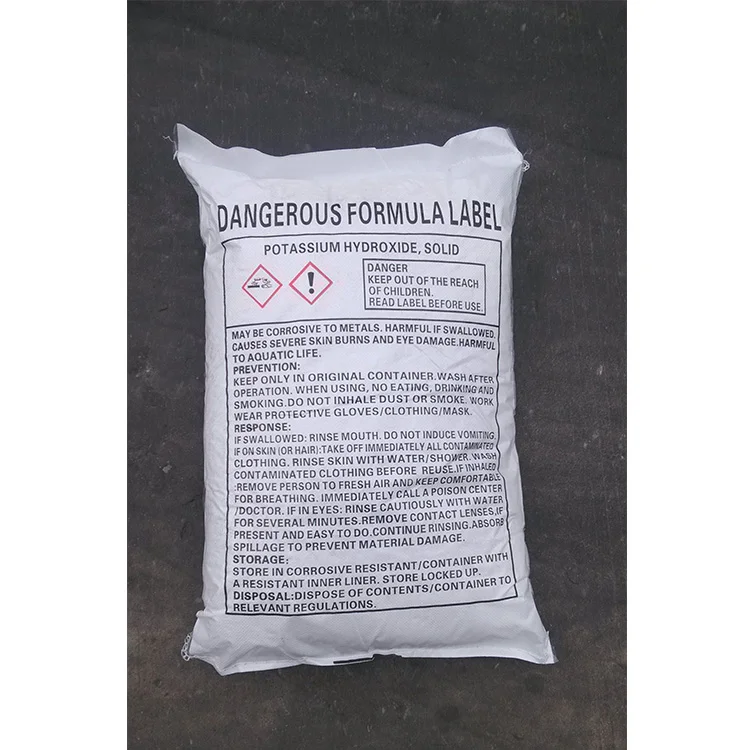 DANGEROUS FORMULA LABEL
POTASSIUM HYDROXIDE, SOLID
DANGER
KEEP OUT OF THE REACH
OF CHILDREN.
READ LABEL BEFORE USE.
MAY BE CORROSIVE TO METALS. HARMFUL IF SWALLOWED.
CAUSES SEVERE SKIN BURNS AND EYE DAMAGE.HARMFUL
TO AQUATIC LIFE.
PREVENTION:
KEEP ONLY IN ORIGINAL CONTAINER.WASH AFTER
OPERATION. WHEN USING, NO EATING, DRINKING AND
SMOKING.DO NOT INHALE DUST OR SMOKE. WORK
WEAR PROTECTIVE GLOVES/CLOTHING/MASK.
RESPONSE:
IF SWALLOWED: RINSE MOUTH. DO NOT INDUCE VOMITING.
IF ON SKIN (OR HAIR):TAKE OFF IMMEDIATELY ALL CONTAMINATED
CLOTHING. RINSE SKIN WITH WATER/SHOWER. WASH
CONTAMINATED CLOTHING BEFORE REUSE.IF INHALED
:REMOVE PERSON TO FRESH AIR AND KEEP COMFORTABLE
FOR BREATHING. IMMEDIATELY CALL A POISON CENTER
/DOCTOR. IF IN EYES: RINSE CAUTIOUSLY WITH WATER
FOR SEVERAL MINUTES.REMOVE CONTACT LENSES,IF
PRESENT AND EASY TO DO.CONTINUE RINSING.ABSORB
SPILLAGE TO PREVENT MATERIAL DAMAGE.
STORAGE:
STORE IN CORROSIVE RESISTANT/CONTAINER WITH
A RESISTANT INNER LINER. STORE LOCKED UP.
DISPOSAL:DISPOSE OF CONTENTS/CONTAINER TO
RELEVANT REGULATIONS.